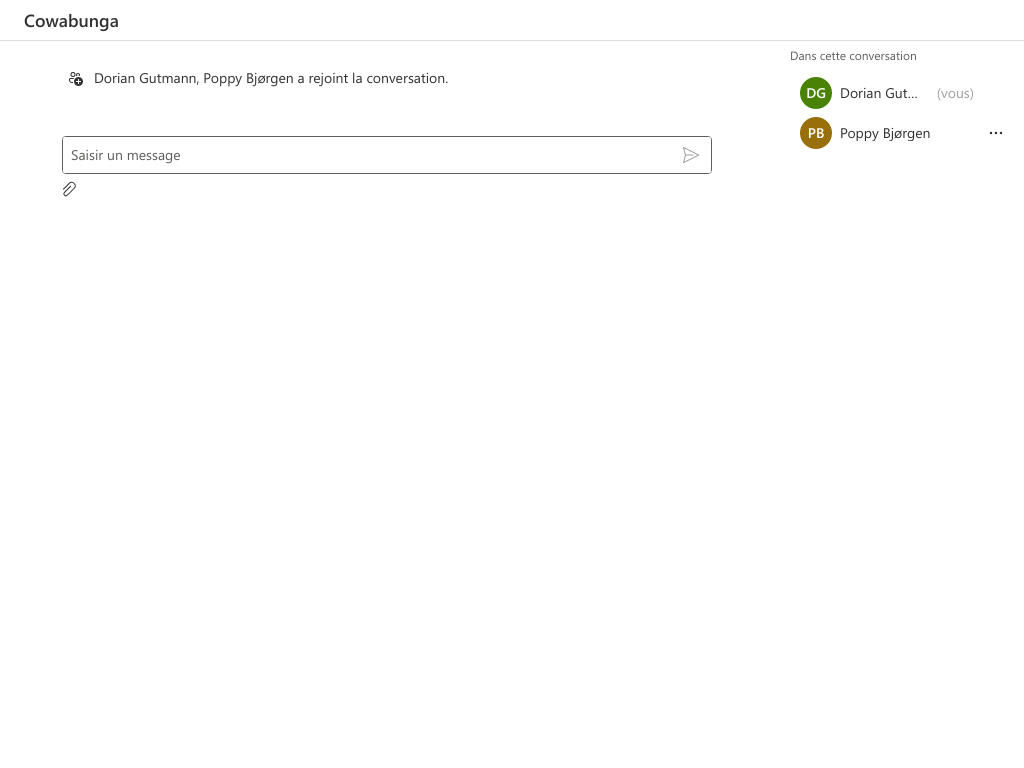 Cowabunga
Dorian Gutmann, Poppy Bjørgen a rejoint la conversation.
Saisir un message
Dans cette conversation
DG Dorian Gut... (vous)
PB Poppy Bjørgen